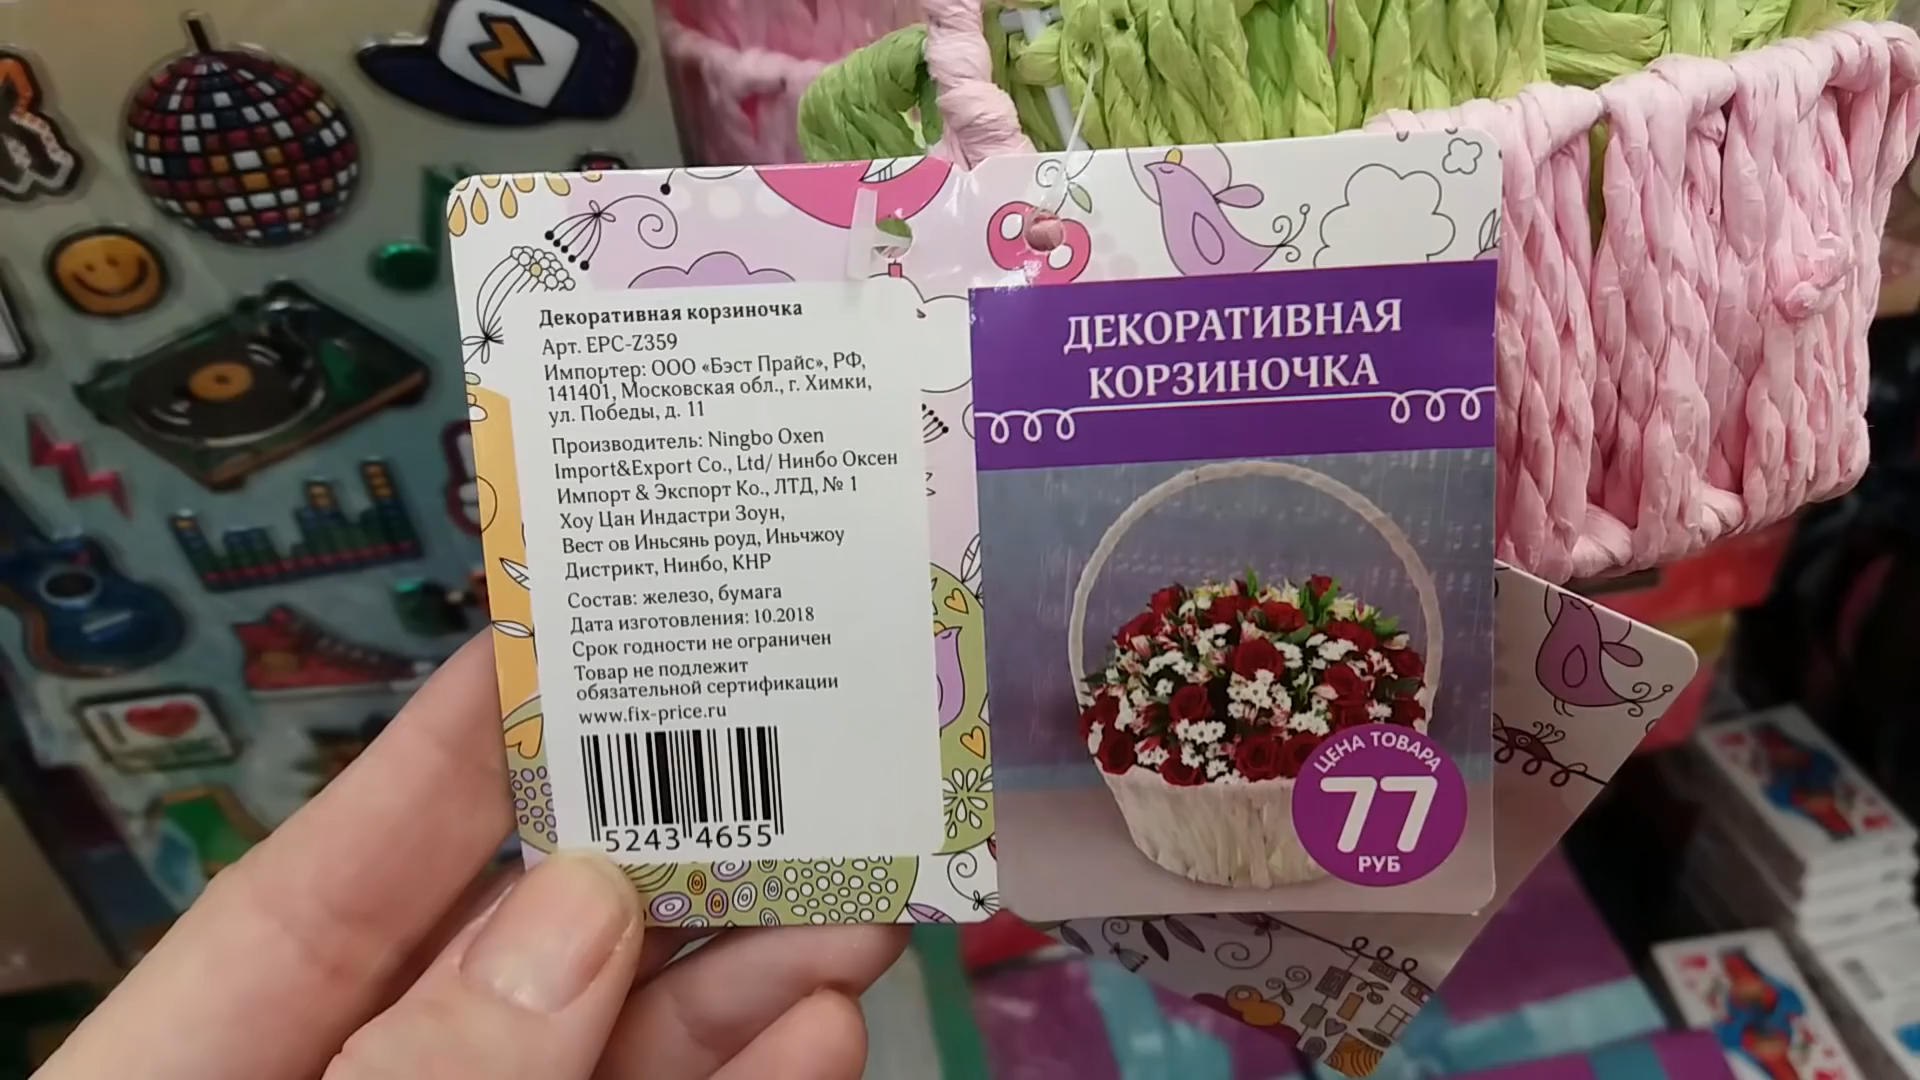 Декоративная корзиночка
Арт. EPC-Z359
Импортер: ООО «Бэст Прайс», РФ,
141401, Московская обл., г. Химки,
ул. Победы, д. 11
Производитель: Ningbo Oxen
Import&Export Co., Ltd/ Нинбо Оксен
Импорт & Экспорт Ко., ЛТД, № 1
Хоу Цан Индастри Зоун,
Вест ов Иньсянь роуд, Иньчжоу
Дистрикт, Нинбо, КНР
Состав: железо, бумага
Дата изготовления: 10.2018
Срок годности не ограничен
Товар не подлежит
обязательной сертификации
www.fix-price.ru
5243 4655
ДЕКОРАТИВНАЯ
КОРЗИНОЧКА
ЦЕНА ТОВАРА
77
РУБ